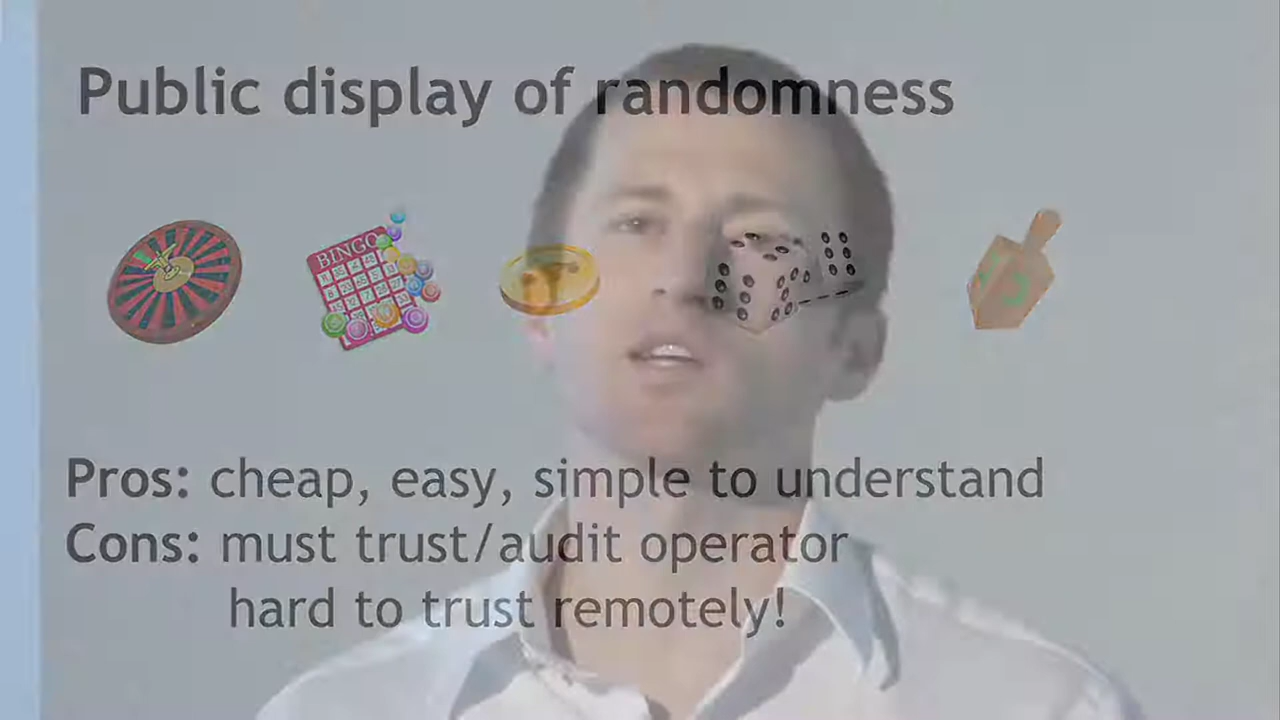 Public display of randomness
BINGO
Pros: cheap, easy, simple to understand
Cons: must trust/audit operator
hard to trust remotely!